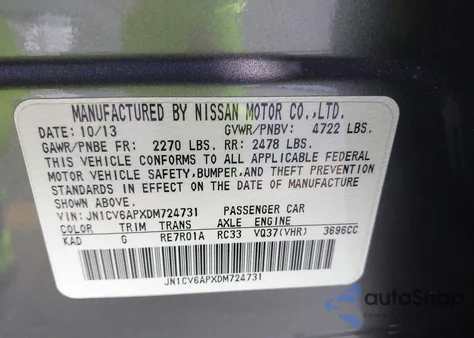 MANUFACTURED BY NISSAN MOTOR CO.,LTD.
DATE: 10/13 GVWR/PNBV: 4722 LBS.
GAWR/PNBE FR: 2270 LBS. RR: 2478 LBS.
THIS VEHICLE CONFORMS TO ALL APPLICABLE FEDERAL
MOTOR VEHICLE SAFETY,BUMPER,AND THEFT PREVENTION
STANDARDS IN EFFECT ON THE DATE OF MANUFACTURE
SHOWN ABOVE.
VIN: JN1CV6APXDM724731 PASSENGER CAR
COLOR TRIM TRANS AXLE ENGINE
KAD G RE7R01A RC33 VQ37(VHR) 3696CC
JN1CV6APXDM724731
autoSnap